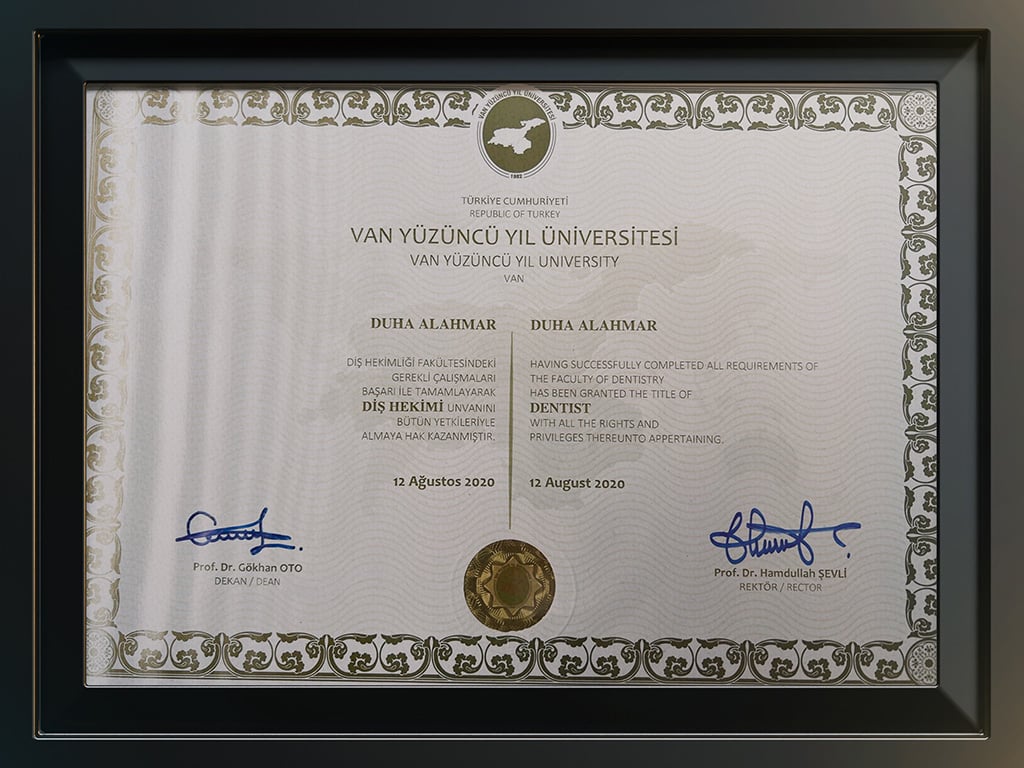 VAN YÜZÜNCÜ YIL ÜNİVERSİTESİ
1982
TÜRKİYE CUMHURİYETİ
REPUBLIC OF TURKEY
VAN YÜZÜNCÜ YIL ÜNİVERSİTESİ
VAN YÜZÜNCÜ YIL UNIVERSITY
VAN
DUHA ALAHMAR
DİŞ HEKİMLİĞİ FAKÜLTESİNDEKİ
GEREKLİ ÇALIŞMALARI
BAŞARI İLE TAMAMLAYARAK
DİŞ HEKİMİ UNVANINI
BÜTÜN YETKİLERİYLE
ALMAYA HAK KAZANMIŞTIR.
12 Ağustos 2020
DUHA ALAHMAR
HAVING SUCCESSFULLY COMPLETED ALL REQUIREMENTS OF
THE FACULTY OF DENTISTRY
HAS BEEN GRANTED THE TITLE OF
DENTIST
WITH ALL THE RIGHTS AND
PRIVILEGES THEREUNTO APPERTAINING.
12 August 2020
Prof. Dr. Gökhan OTO
DEKAN / DEAN
Prof. Dr. Hamdullah ŞEVLİ
REKTÖR / RECTOR